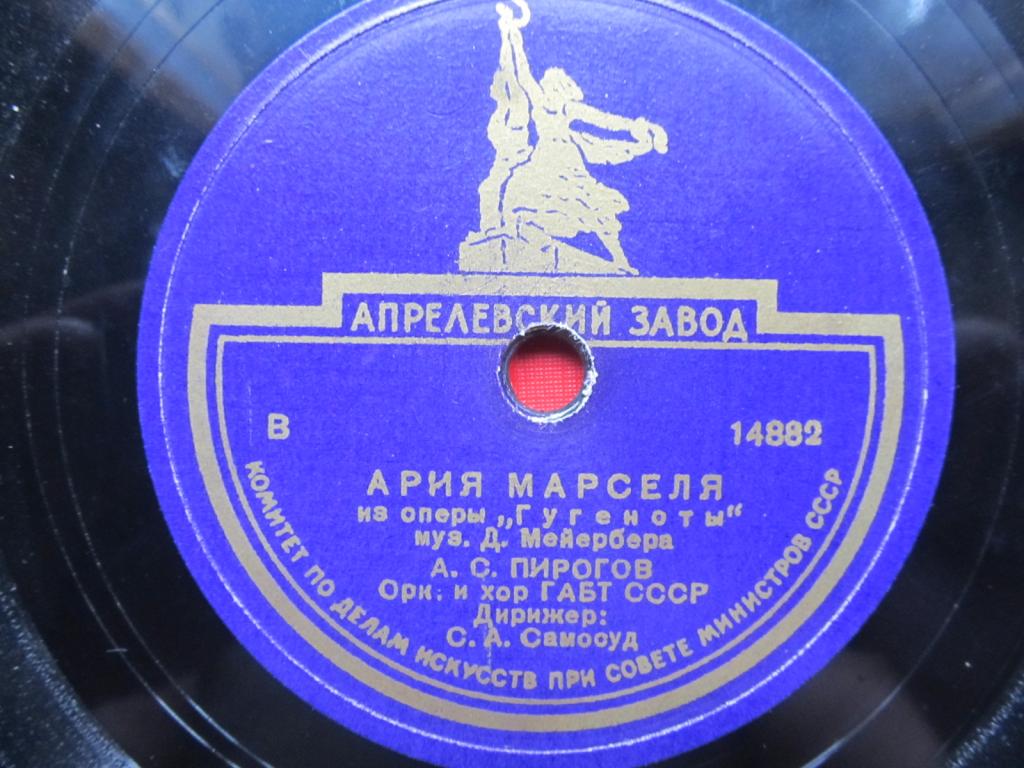 АПРЕЛЕВСКИЙ ЗАВОД
В 14882
АРИЯ МАРСЕЛЯ
из оперы „Гугеноты"
муз. Д. Мейербера
А. С. ПИРОГОВ
Орк. и хор ГАБТ СССР
Дирижер:
С. А. Самосуд
КОМИТЕТ ПО ДЕЛАМ ИСКУССТВ ПРИ СОВЕТЕ МИНИСТРОВ СССР